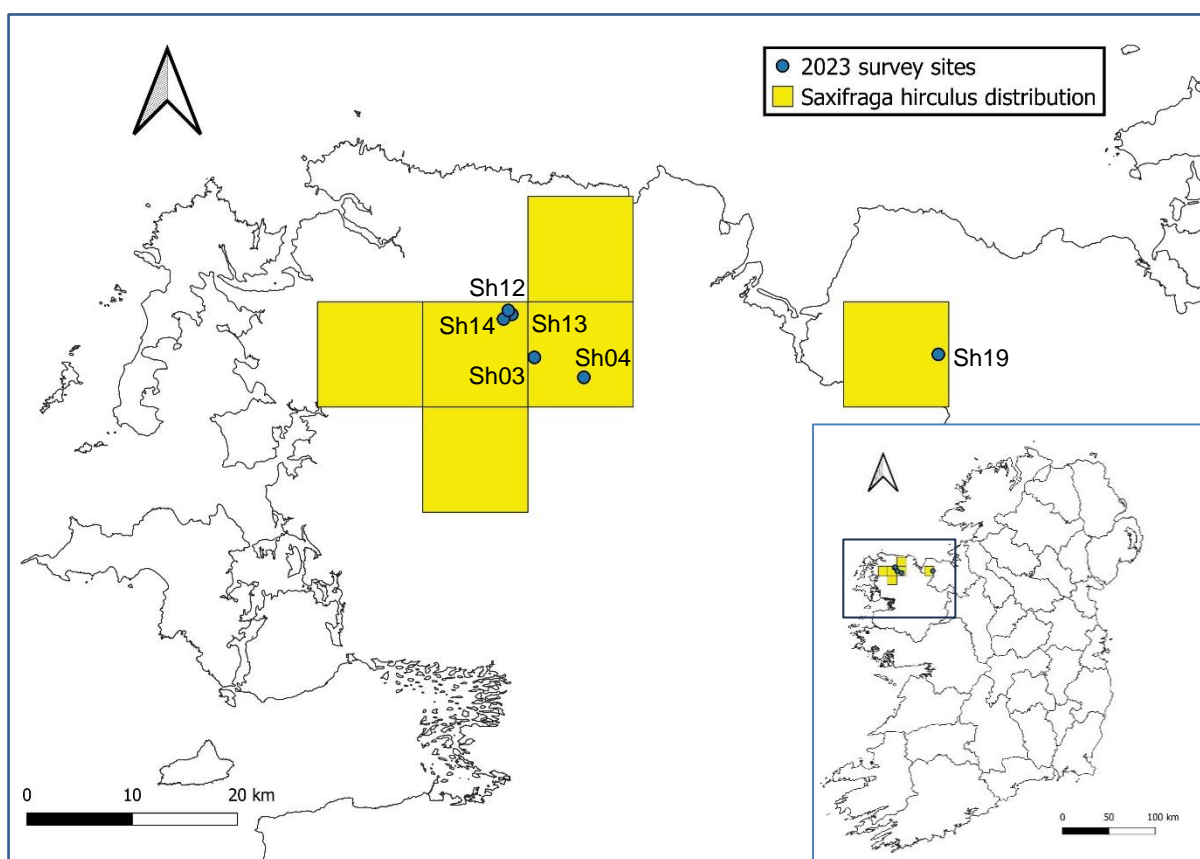 2023 survey sites
Saxifraga hirculus distribution
Sh12
Sh14
Sh13
Sh03
Sh04
Sh19
0 10 20 km
0 50 100 km